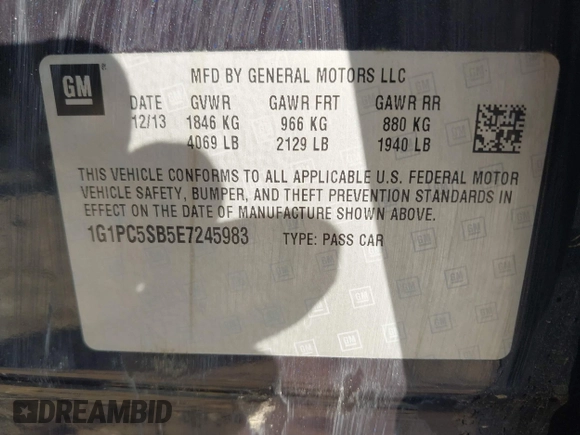 GM
MFD BY GENERAL MOTORS LLC
DATE GVWR GAWR FRT GAWR RR
12/13 1846 KG 966 KG 880 KG
4069 LB 2129 LB 1940 LB
THIS VEHICLE CONFORMS TO ALL APPLICABLE U.S. FEDERAL MOTOR
VEHICLE SAFETY, BUMPER, AND THEFT PREVENTION STANDARDS IN
EFFECT ON THE DATE OF MANUFACTURE SHOWN ABOVE.
1G1PC5SB5E7245983 TYPE: PASS CAR
DREAMBID